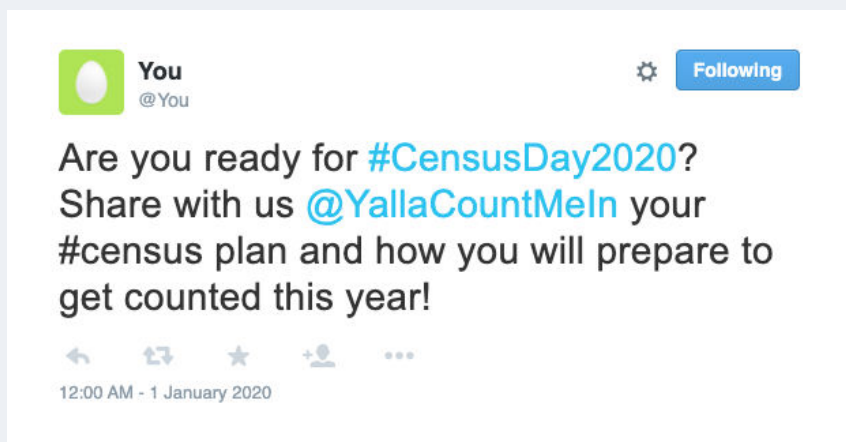 You
@You
Following
Are you ready for #CensusDay2020?
Share with us @YallaCountMeIn your
#census plan and how you will prepare to
get counted this year!
12:00 AM - 1 January 2020